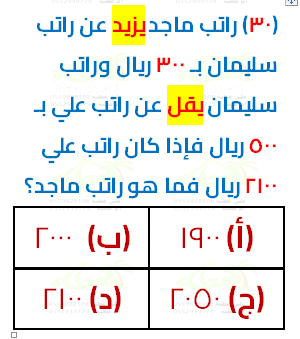 (٣٠) راتب ماجد يزيد عن راتب
سليمان بـ ٣٠٠ ريال وراتب
سليمان يقل عن راتب علي بـ
٥٠٠ ريال فإذا كان راتب علي
٢١٠٠ ريال فما هو راتب ماجد؟
(أ) ١٩٠٠ (ب) ٢٠٠٠
(ج) ٢٠٥٠ (د) ٢١٠٠